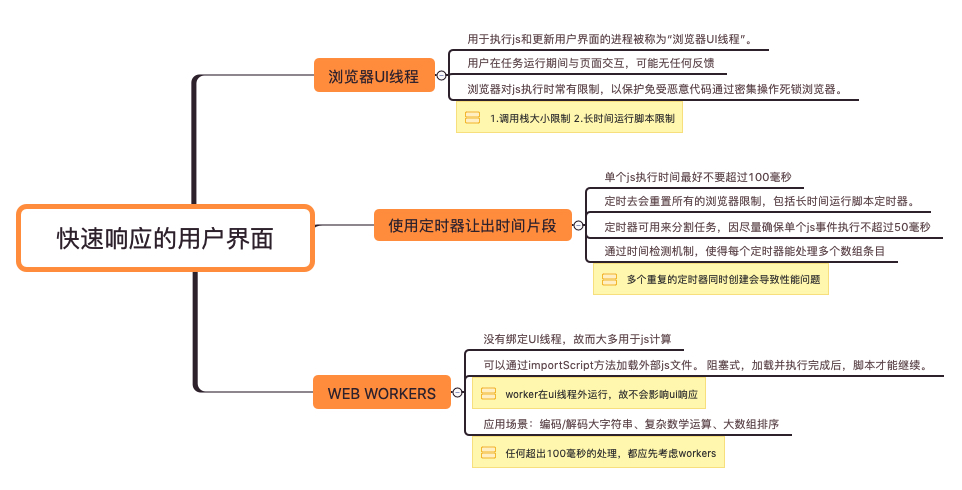 快速响应的用户界面
浏览器UI线程
用于执行js和更新用户界面的进程被称为“浏览器UI线程”。
用户在任务运行期间与页面交互，可能无任何反馈
浏览器对js执行时常有限制，以保护免受恶意代码通过密集操作死锁浏览器。
1.调用栈大小限制 2.长时间运行脚本限制
使用定时器让出时间片段
单个js执行时间最好不要超过100毫秒
定时去会重置所有的浏览器限制，包括长时间运行脚本定时器。
定时器可用来分割任务，因尽量确保单个js事件执行不超过50毫秒
通过时间检测机制，使得每个定时器能处理多个数组条目
多个重复的定时器同时创建会导致性能问题
WEB WORKERS
没有绑定UI线程，故而大多用于js计算
可以通过importScript方法加载外部js文件。 阻塞式，加载并执行完成后，脚本才能继续。
worker在ui线程外运行，故不会影响ui响应
应用场景：编码/解码大字符串、复杂数学运算、大数组排序
任何超出100毫秒的处理，都应先考虑workers